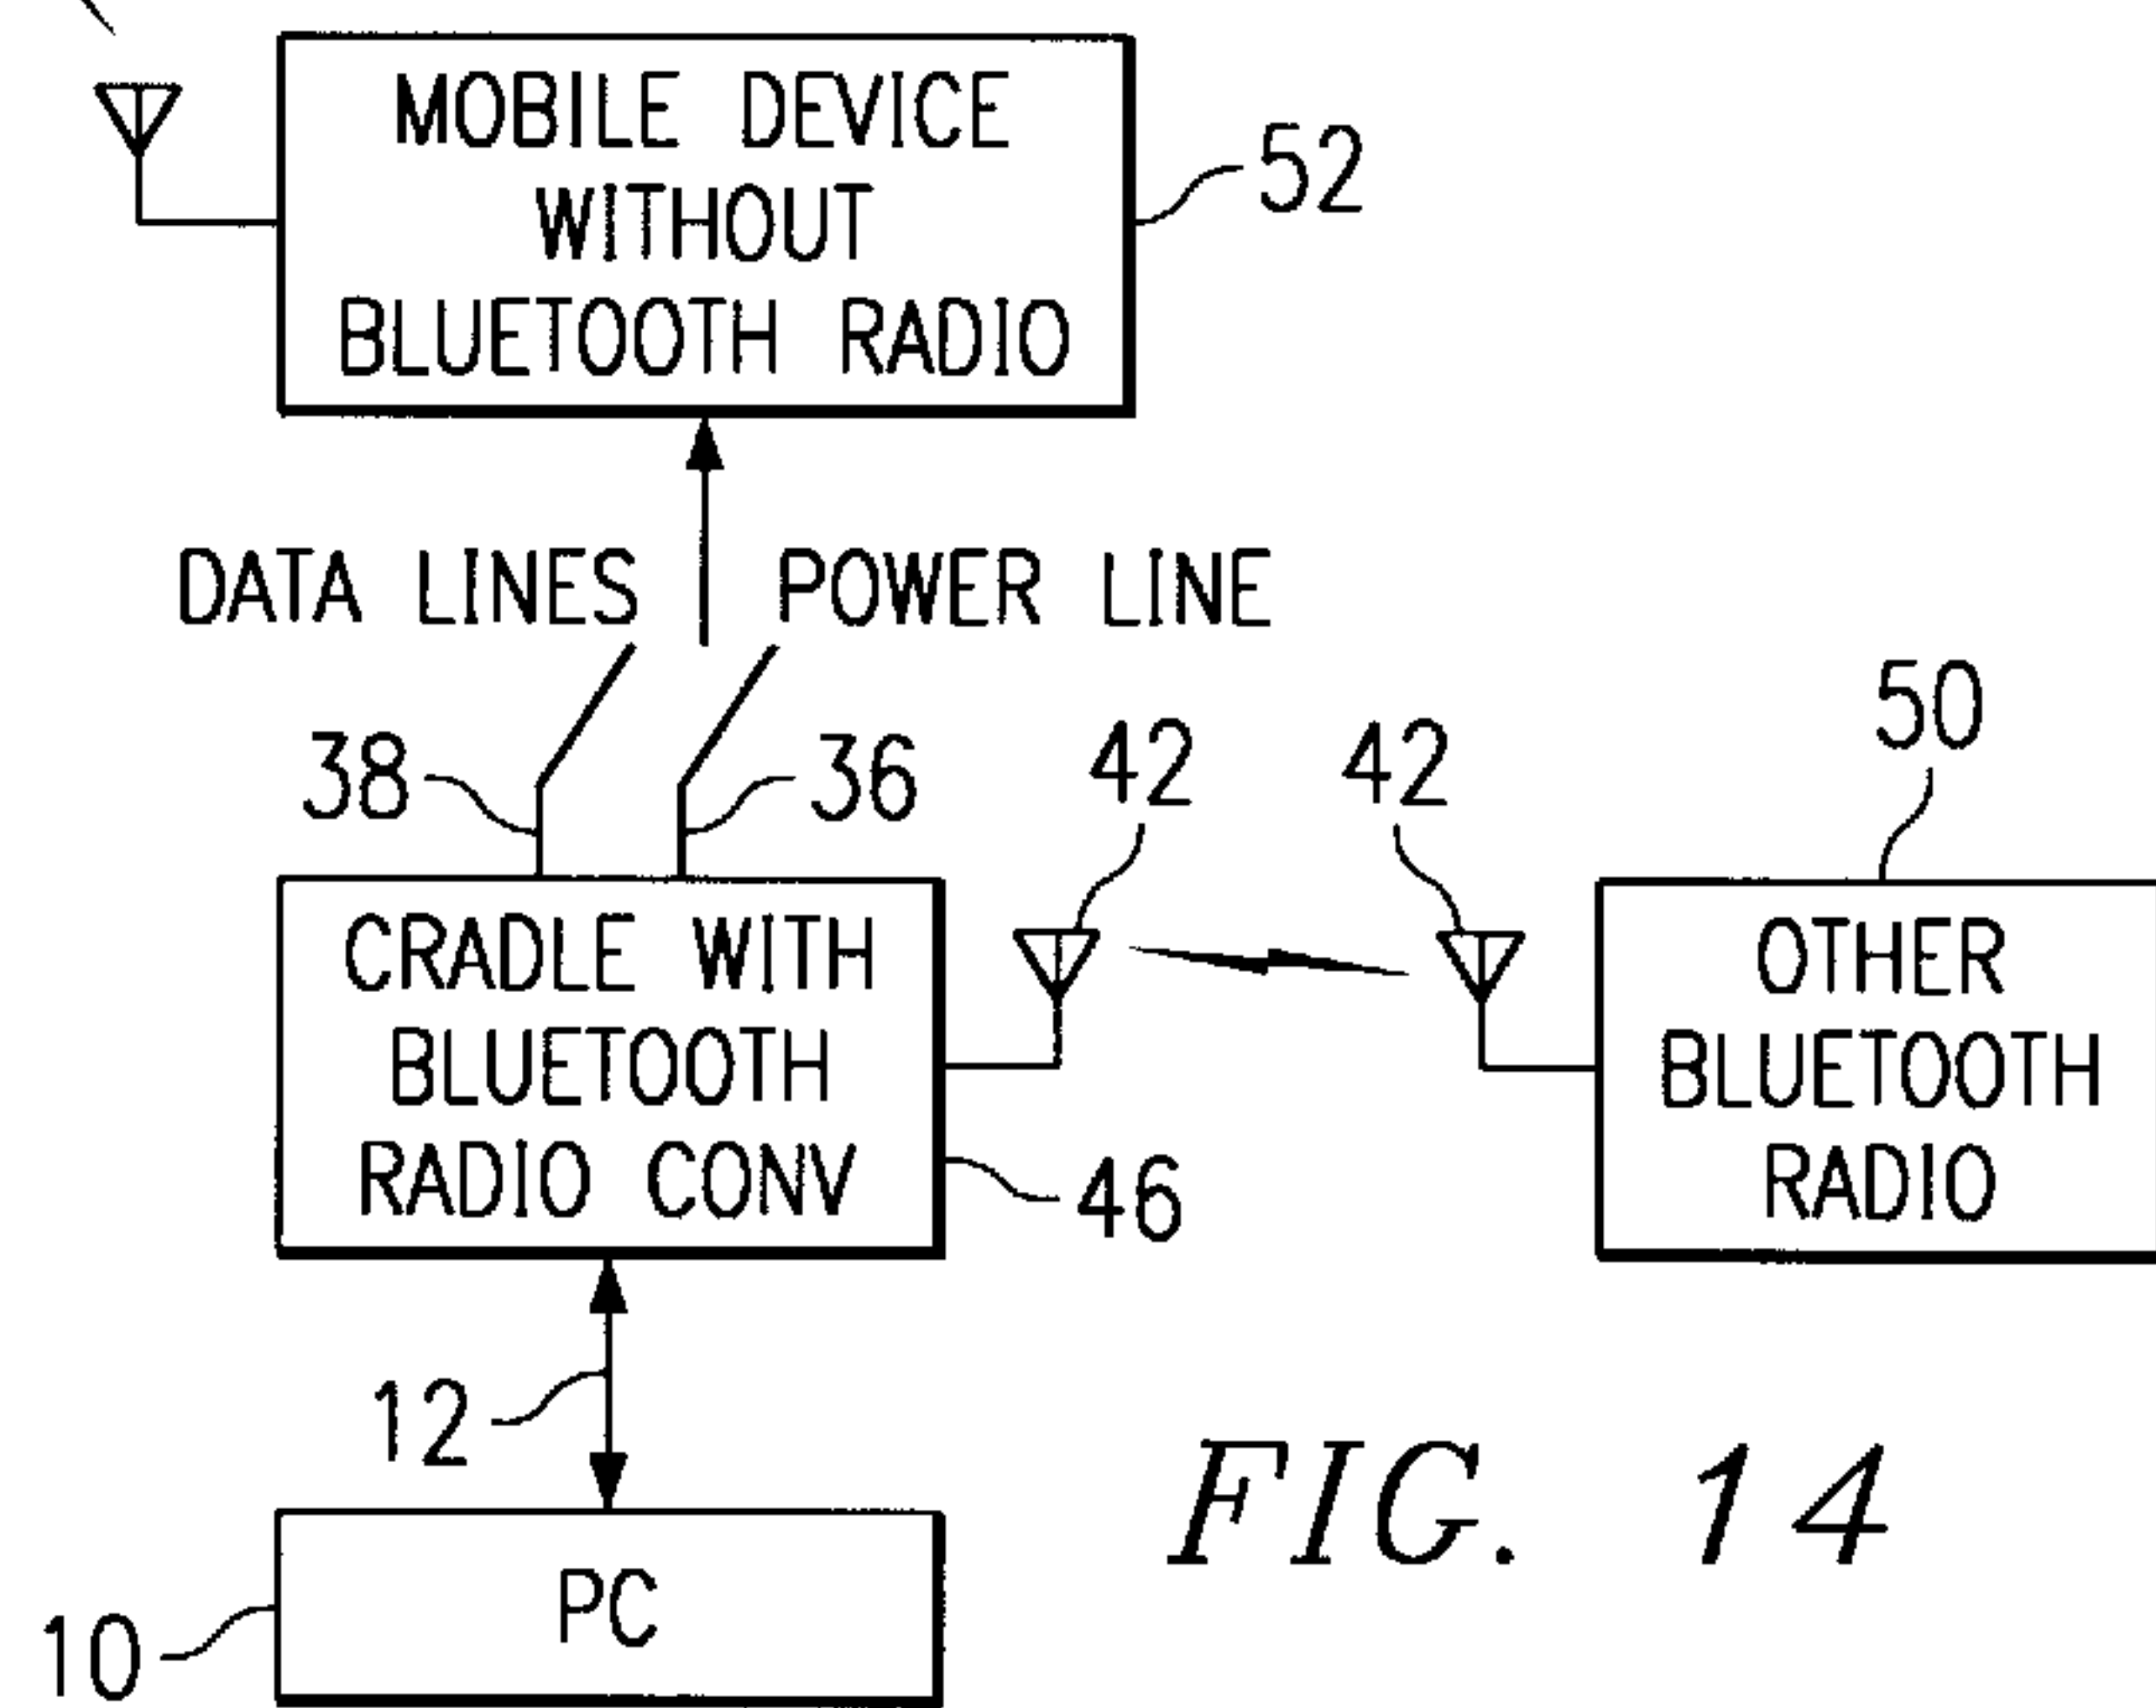 MOBILE DEVICE
WITHOUT
BLUETOOTH RADIO
52
DATA LINES
POWER LINE
38
36
42
42
50
CRADLE WITH
BLUETOOTH
RADIO CONV
46
OTHER
BLUETOOTH
RADIO
12
PC
10
FIG. 14